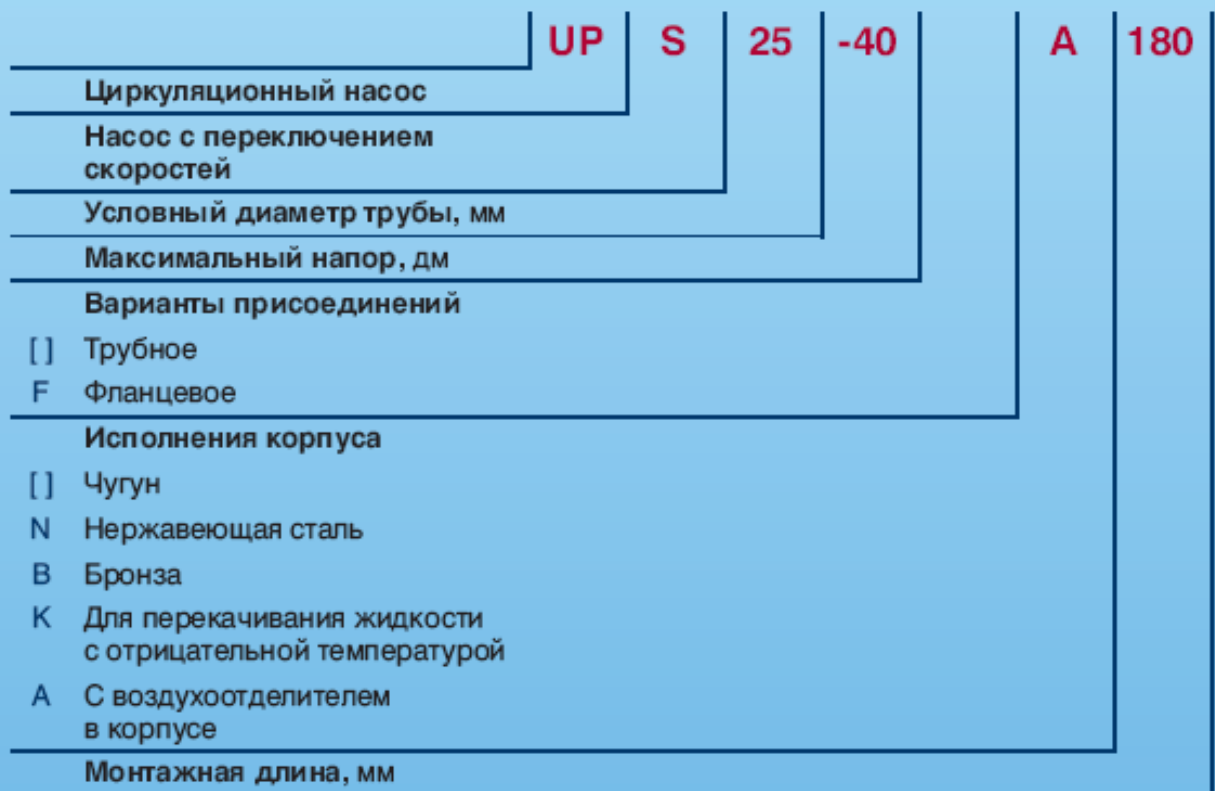 UP S 25 -40 A 180
Циркуляционный насос
Насос с переключением
скоростей
Условный диаметр трубы, мм
Максимальный напор, дм
Варианты присоединений
[ ] Трубное
F Фланцевое
Исполнения корпуса
[ ] Чугун
N Нержавеющая сталь
B Бронза
K Для перекачивания жидкости
с отрицательной температурой
A С воздухоотделителем
в корпусе
Монтажная длина, мм